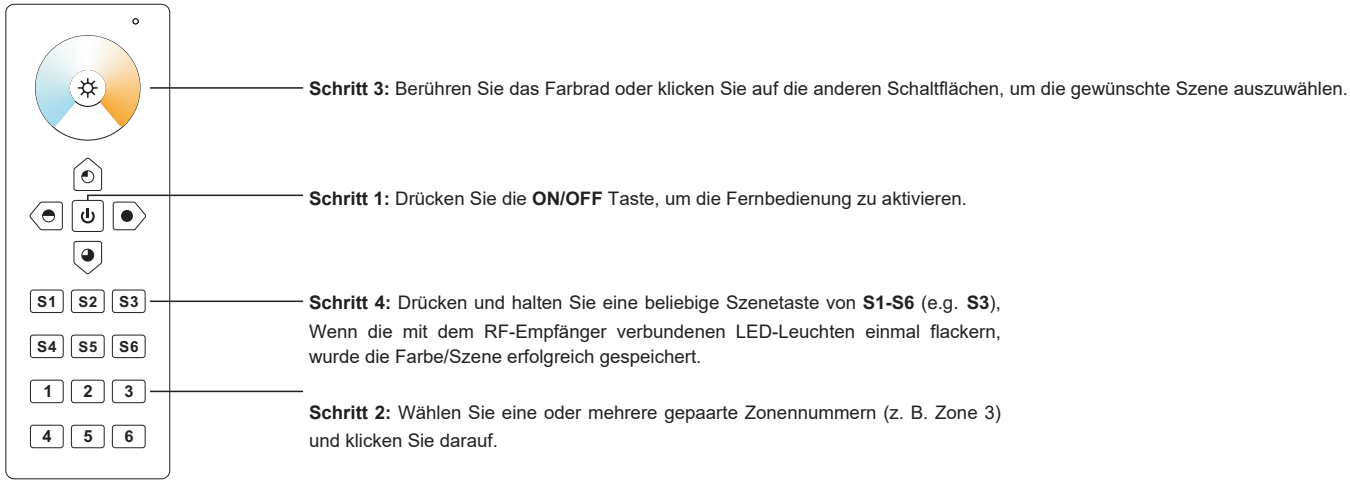 Schritt 3: Berühren Sie das Farbrad oder klicken Sie auf die anderen Schaltflächen, um die gewünschte Szene auszuwählen.
Schritt 1: Drücken Sie die ON/OFF Taste, um die Fernbedienung zu aktivieren.
S1 S2 S3
Schritt 4: Drücken und halten Sie eine beliebige Szenetaste von S1-S6 (e.g. S3),
Wenn die mit dem RF-Empfänger verbundenen LED-Leuchten einmal flackern,
wurde die Farbe/Szene erfolgreich gespeichert.
S4 S5 S6
1 2 3
Schritt 2: Wählen Sie eine oder mehrere gepaarte Zonennummern (z. B. Zone 3)
und klicken Sie darauf.
4 5 6